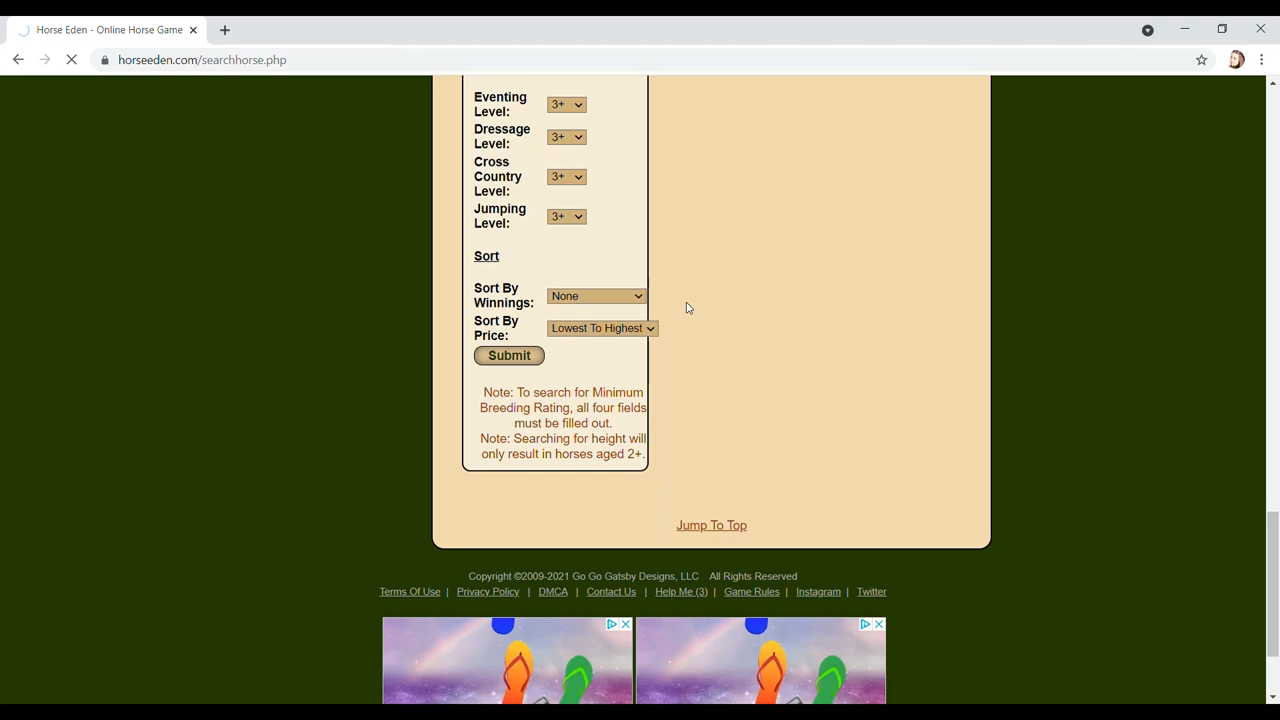 Horse Eden - Online Horse Game
horseeden.com/searchhorse.php
Eventing
Level:
3+
Dressage
Level:
3+
Cross
Country
Level:
3+
Jumping
Level:
3+
Sort
Sort By
Winnings:
None
Sort By
Price:
Lowest To Highest
Submit
Note: To search for Minimum
Breeding Rating, all four fields
must be filled out.
Note: Searching for height will
only result in horses aged 2+.
Jump To Top
Copyright ©2009-2021 Go Go Gatsby Designs, LLC All Rights Reserved
Terms Of Use | Privacy Policy | DMCA | Contact Us | Help Me (3) | Game Rules | Instagram | Twitter